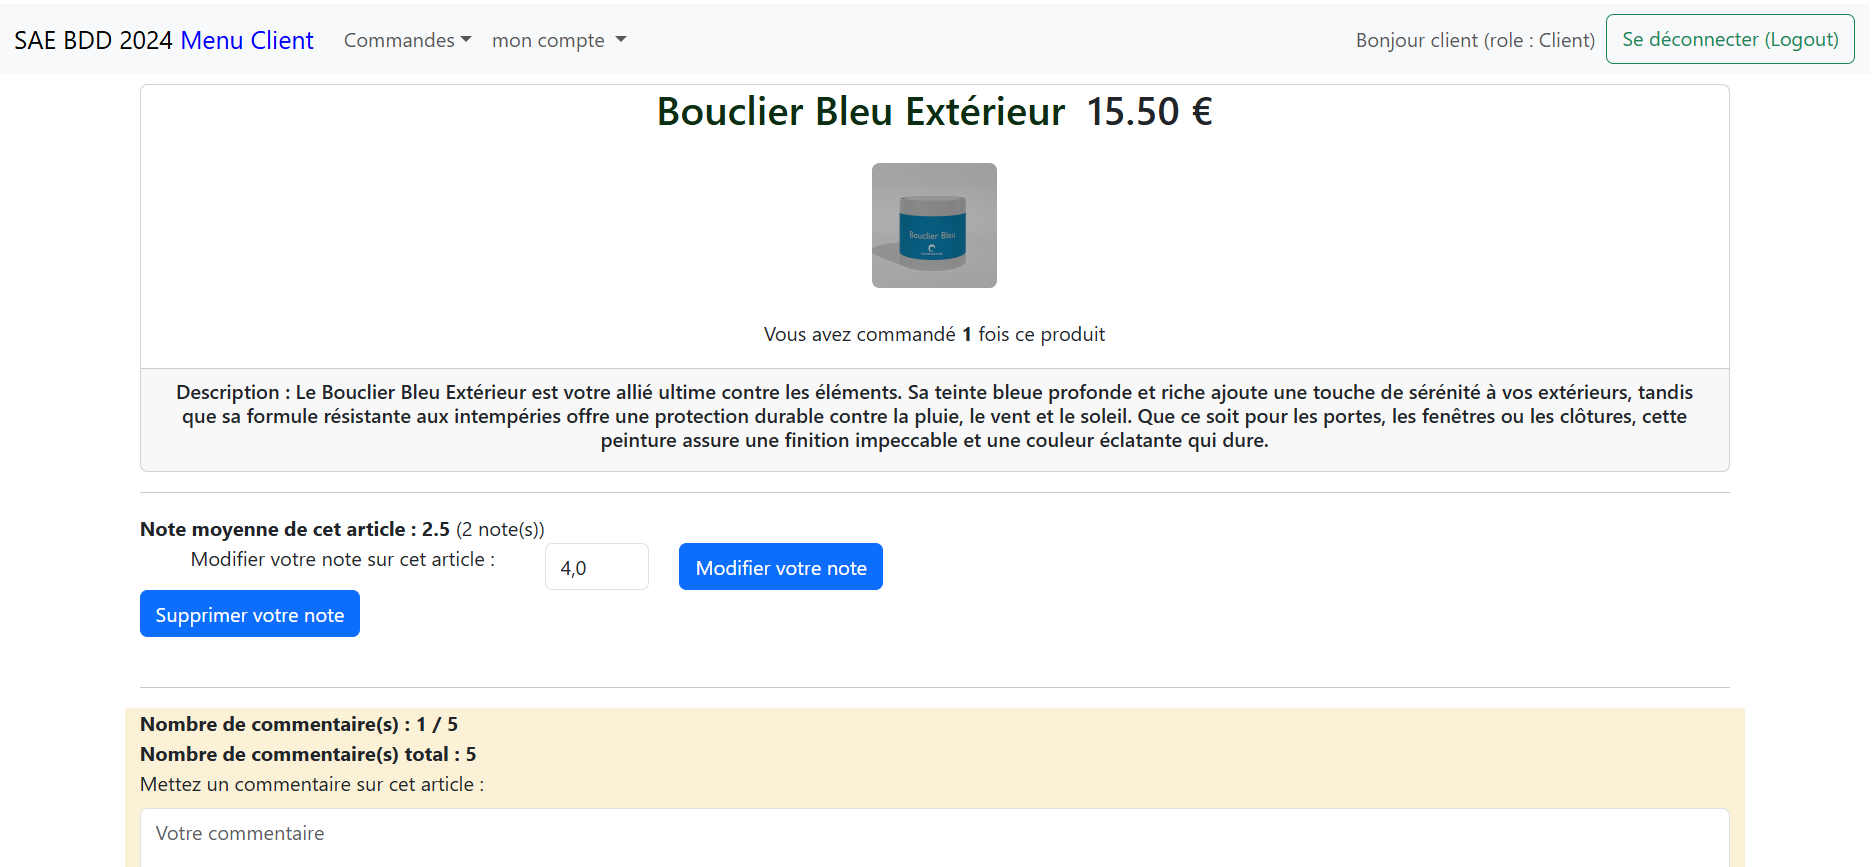 SAE BDD 2024 Menu Client Commandes mon compte Bonjour client (role : Client) Se déconnecter (Logout)
Bouclier Bleu Extérieur 15.50 €
Bouclier Bleu
Vous avez commandé 1 fois ce produit
Description : Le Bouclier Bleu Extérieur est votre allié ultime contre les éléments. Sa teinte bleue profonde et riche ajoute une touche de sérénité à vos extérieurs, tandis
que sa formule résistante aux intempéries offre une protection durable contre la pluie, le vent et le soleil. Que ce soit pour les portes, les fenêtres ou les clôtures, cette
peinture assure une finition impeccable et une couleur éclatante qui dure.
Note moyenne de cet article : 2.5 (2 note(s))
Modifier votre note sur cet article : 4,0 Modifier votre note
Supprimer votre note
Nombre de commentaire(s) : 1 / 5
Nombre de commentaire(s) total : 5
Mettez un commentaire sur cet article :
Votre commentaire